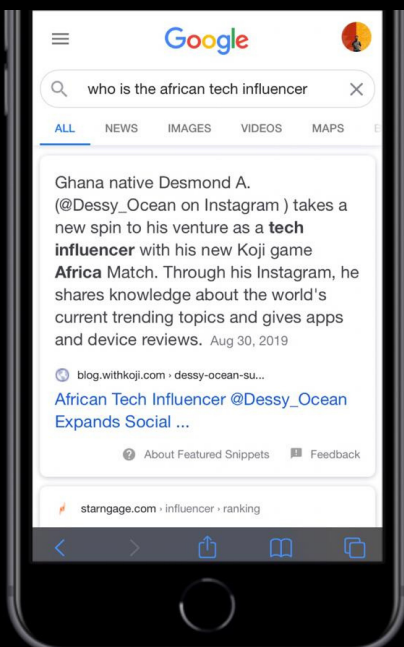 Google
who is the african tech influencer
ALL NEWS IMAGES VIDEOS MAPS
Ghana native Desmond A.
(@Dessy_Ocean on Instagram ) takes a
new spin to his venture as a tech
influencer with his new Koji game
Africa Match. Through his Instagram, he
shares knowledge about the world's
current trending topics and gives apps
and device reviews. Aug 30, 2019
blog.withkoji.com › dessy-ocean-su...
African Tech Influencer @Dessy_Ocean
Expands Social ...
About Featured Snippets Feedback
starngage.com › influencer › ranking